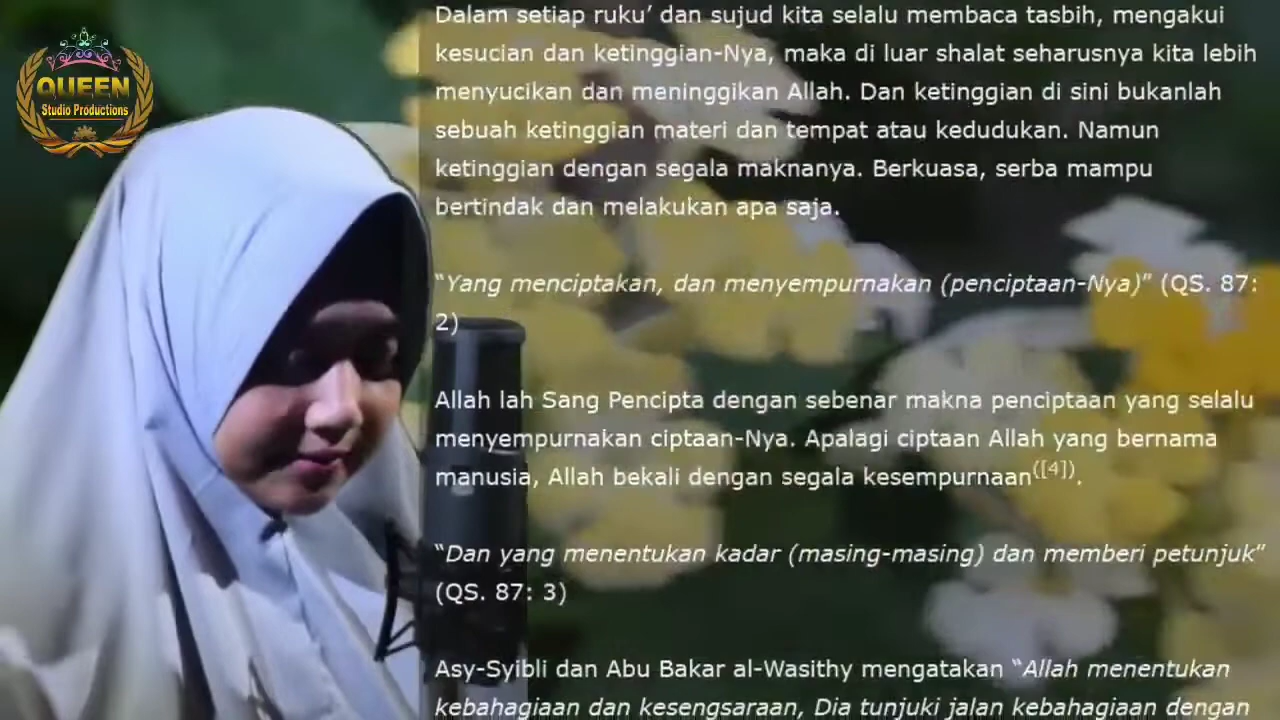 QUEEN
Studio Productions
Dalam setiap ruku’ dan sujud kita selalu membaca tasbih, mengakui
kesucian dan ketinggian-Nya, maka di luar shalat seharusnya kita lebih
menyucikan dan meninggikan Allah. Dan ketinggian di sini bukanlah
sebuah ketinggian materi dan tempat atau kedudukan. Namun
ketinggian dengan segala maknanya. Berkuasa, serba mampu
bertindak dan melakukan apa saja.
“Yang menciptakan, dan menyempurnakan (penciptaan-Nya)” (QS. 87:
2)
Allah lah Sang Pencipta dengan sebenar makna penciptaan yang selalu
menyempurnakan ciptaan-Nya. Apalagi ciptaan Allah yang bernama
manusia, Allah bekali dengan segala kesempurnaan([4]).
“Dan yang menentukan kadar (masing-masing) dan memberi petunjuk”
(QS. 87: 3)
Asy-Syibli dan Abu Bakar al-Wasithy mengatakan “Allah menentukan
kebahagiaan dan kesengsaraan, Dia tunjuki jalan kebahagiaan dengan